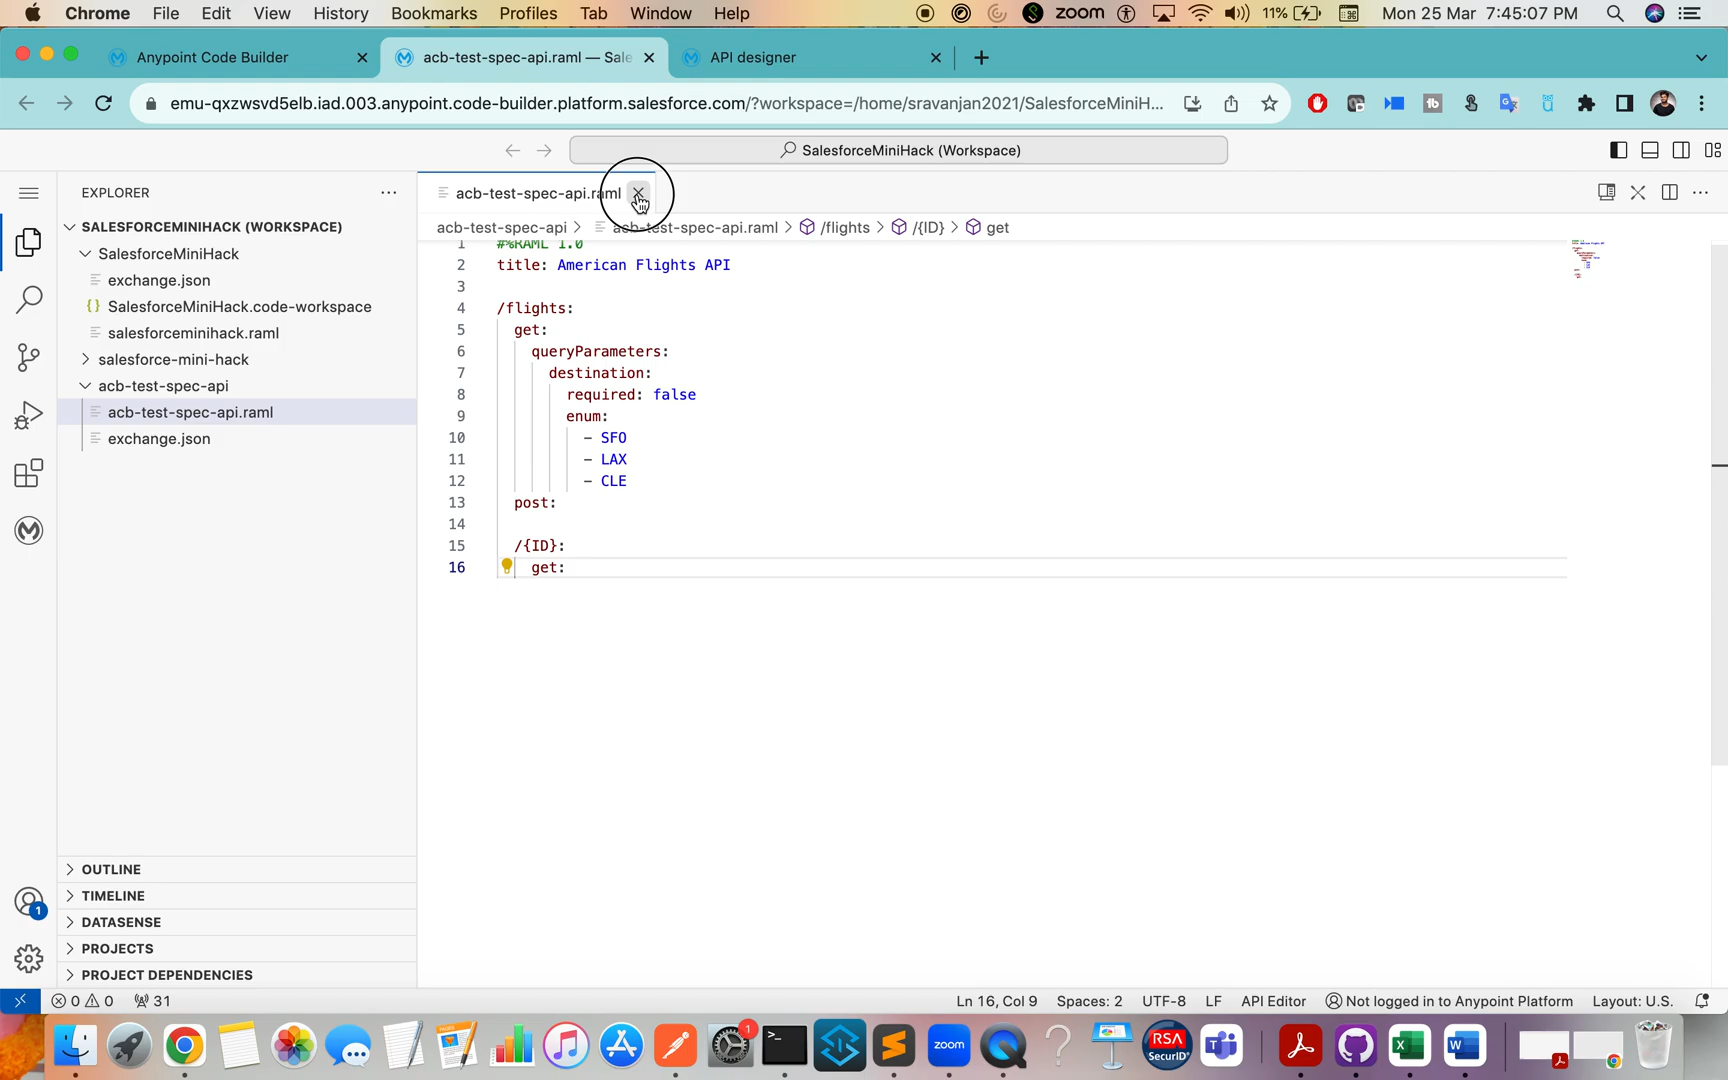 Chrome File Edit View History Bookmarks Profiles Tab Window Help zoom 11% Mon 25 Mar 7:45:07 PM
Anypoint Code Builder acb-test-spec-api.raml — Sale API designer
emu-qxzwsvd5elb.iad.003.anypoint.code-builder.platform.salesforce.com/?workspace=/home/sravanjan2021/SalesforceMiniH...
SalesforceMiniHack (Workspace)
EXPLORER
acb-test-spec-api.raml
SALESFORCEMINIHACK (WORKSPACE)
acb-test-spec-api acb-test-spec-api.raml /flights /{ID} get
SalesforceMiniHack
exchange.json
SalesforceMiniHack.code-workspace
salesforceminihack.raml
salesforce-mini-hack
acb-test-spec-api
acb-test-spec-api.raml
exchange.json
1 #%RAML 1.0
2 title: American Flights API
3
4 /flights:
5 get:
6 queryParameters:
7 destination:
8 required: false
9 enum:
10 - SFO
11 - LAX
12 - CLE
13 post:
14
15 /{ID}:
16 get:
OUTLINE
TIMELINE
DATASENSE
PROJECTS
PROJECT DEPENDENCIES
1
0 0 31 Ln 16, Col 9 Spaces: 2 UTF-8 LF API Editor Not logged in to Anypoint Platform Layout: U.S.
1
zoom
RSA
SecurID